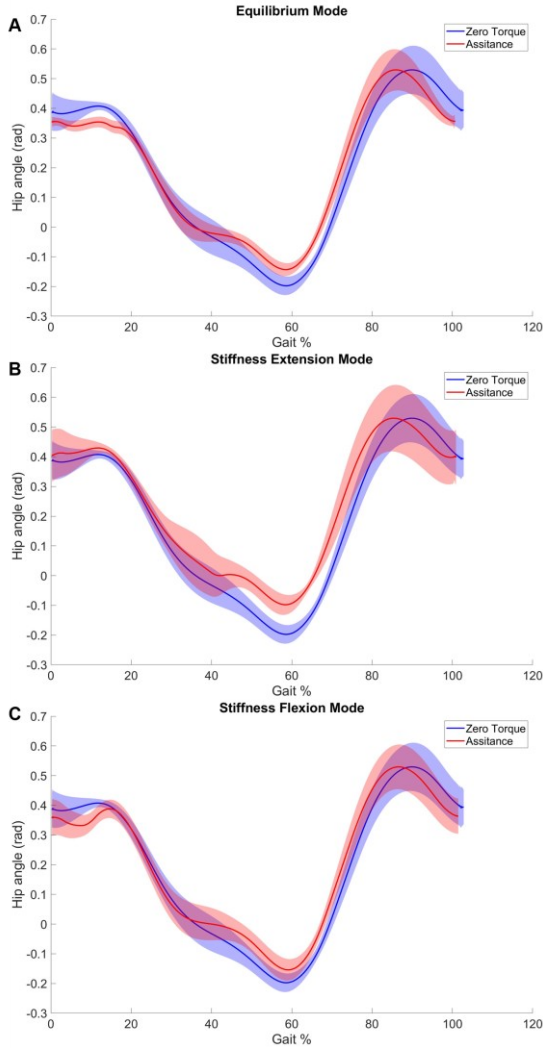 Equilibrium Mode
A
0.7
0.6
0.5
0.4
0.3
0.2
0.1
0
-0.1
-0.2
-0.3
Hip angle (rad)
Zero Torque
Assitance
0 20 40 60 80 100 120
Gait %
Stiffness Extension Mode
B
0.7
0.6
0.5
0.4
0.3
0.2
0.1
0
-0.1
-0.2
-0.3
Hip angle (rad)
Zero Torque
Assitance
0 20 40 60 80 100 120
Gait %
Stiffness Flexion Mode
C
0.7
0.6
0.5
0.4
0.3
0.2
0.1
0
-0.1
-0.2
-0.3
Hip angle (rad)
Zero Torque
Assitance
0 20 40 60 80 100 120
Gait %